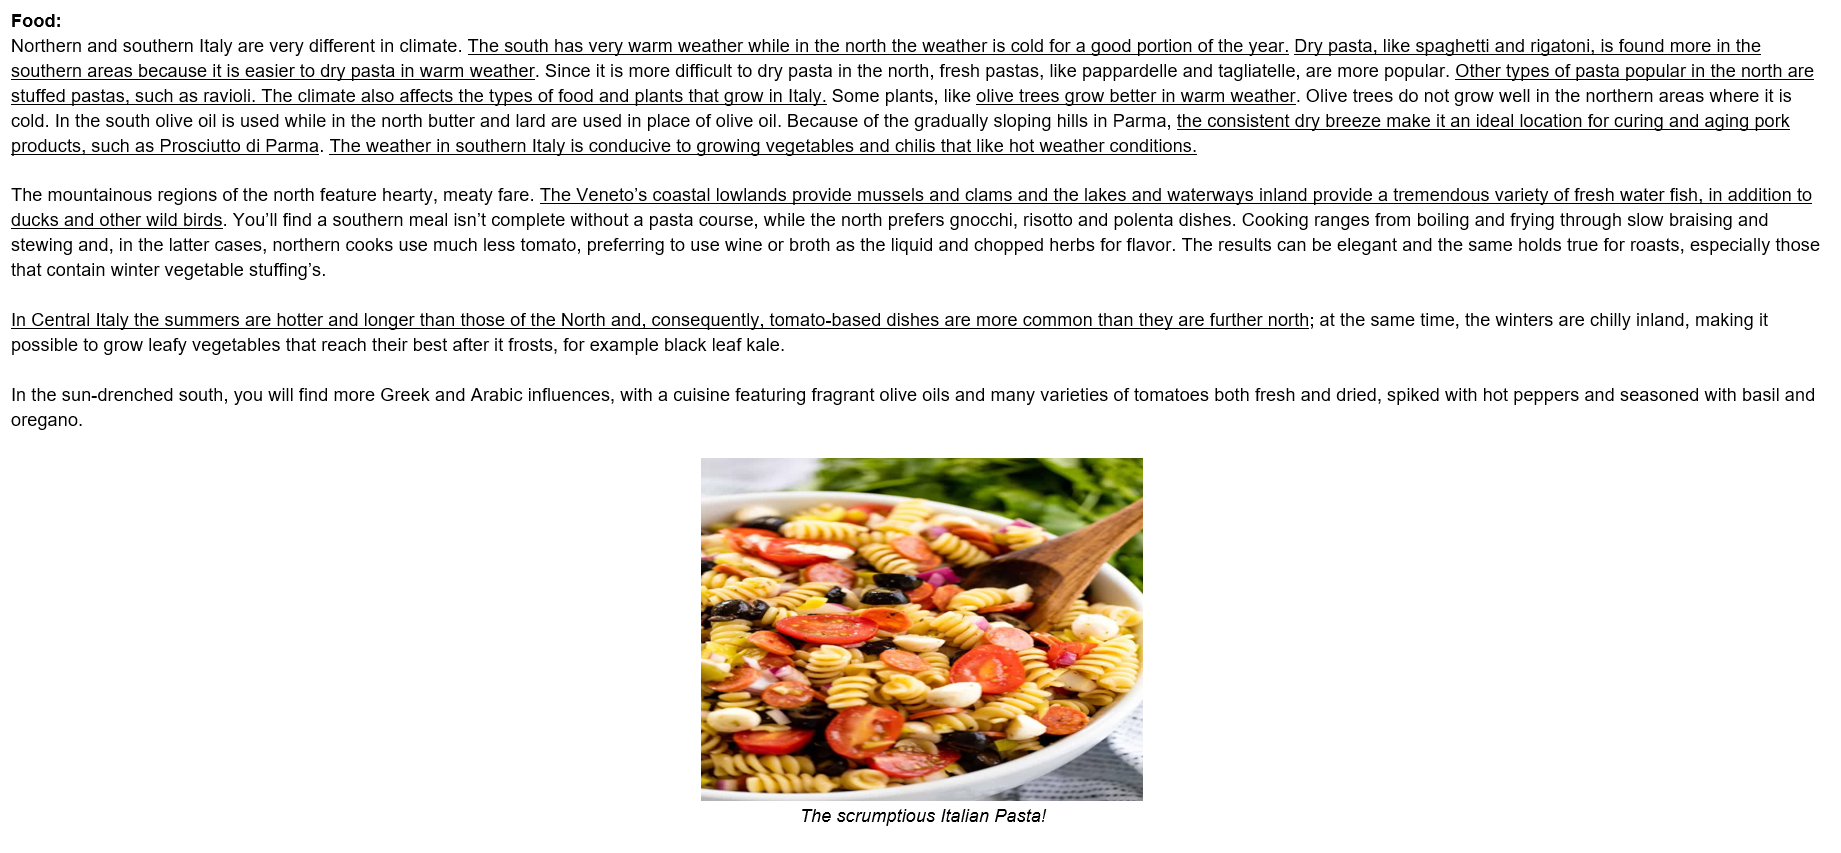 Food:
Northern and southern Italy are very different in climate. The south has very warm weather while in the north the weather is cold for a good portion of the year. Dry pasta, like spaghetti and rigatoni, is found more in the
southern areas because it is easier to dry pasta in warm weather. Since it is more difficult to dry pasta in the north, fresh pastas, like pappardelle and tagliatelle, are more popular. Other types of pasta popular in the north are
stuffed pastas, such as ravioli. The climate also affects the types of food and plants that grow in Italy. Some plants, like olive trees grow better in warm weather. Olive trees do not grow well in the northern areas where it is
cold. In the south olive oil is used while in the north butter and lard are used in place of olive oil. Because of the gradually sloping hills in Parma, the consistent dry breeze make it an ideal location for curing and aging pork
products, such as Prosciutto di Parma. The weather in southern Italy is conducive to growing vegetables and chilis that like hot weather conditions.
The mountainous regions of the north feature hearty, meaty fare. The Veneto’s coastal lowlands provide mussels and clams and the lakes and waterways inland provide a tremendous variety of fresh water fish, in addition to
ducks and other wild birds. You’ll find a southern meal isn’t complete without a pasta course, while the north prefers gnocchi, risotto and polenta dishes. Cooking ranges from boiling and frying through slow braising and
stewing and, in the latter cases, northern cooks use much less tomato, preferring to use wine or broth as the liquid and chopped herbs for flavor. The results can be elegant and the same holds true for roasts, especially those
that contain winter vegetable stuffing’s.
In Central Italy the summers are hotter and longer than those of the North and, consequently, tomato-based dishes are more common than they are further north; at the same time, the winters are chilly inland, making it
possible to grow leafy vegetables that reach their best after it frosts, for example black leaf kale.
In the sun-drenched south, you will find more Greek and Arabic influences, with a cuisine featuring fragrant olive oils and many varieties of tomatoes both fresh and dried, spiked with hot peppers and seasoned with basil and
oregano.
The scrumptious Italian Pasta!